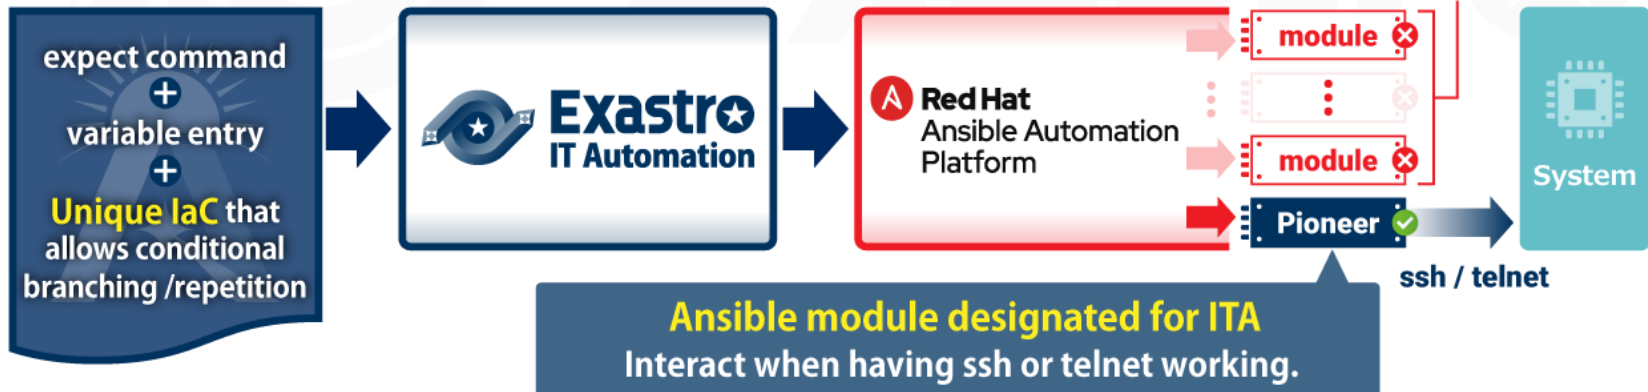 expect command
+
variable entry
+
Unique IaC that
allows conditional
branching /repetition
Exastro
IT Automation
Red Hat
Ansible Automation
Platform
module
module
Pioneer
System
ssh / telnet
Ansible module designated for ITA
Interact when having ssh or telnet working.